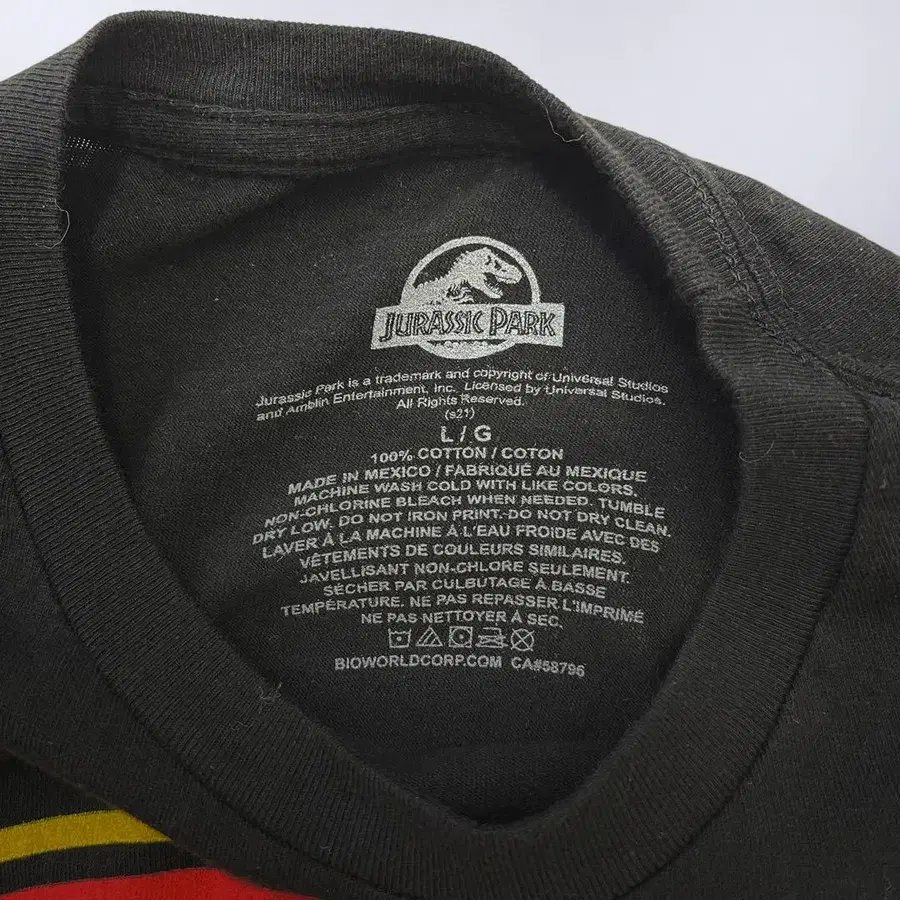 JURASSIC PARK
Jurassic Park is a trademark and copyright of Universal Studios
and Amblin Entertainment, Inc. Licensed by Universal Studios.
All Rights Reserved.
(s21)
L / G
100% COTTON / COTON
MADE IN MEXICO / FABRIQUÉ AU MEXIQUE
MACHINE WASH COLD WITH LIKE COLORS.
NON-CHLORINE BLEACH WHEN NEEDED. TUMBLE
DRY LOW. DO NOT IRON PRINT. DO NOT DRY CLEAN.
LAVER À LA MACHINE À L'EAU FROIDE AVEC DES
VÊTEMENTS DE COULEURS SIMILAIRES.
JAVELLISANT NON-CHLORE SEULEMENT.
SÉCHER PAR CULBUTAGE À BASSE
TEMPÉRATURE. NE PAS REPASSER L'IMPRIMÉ
NE PAS NETTOYER À SEC.
BIOWORLDCORP.COM CA#58796